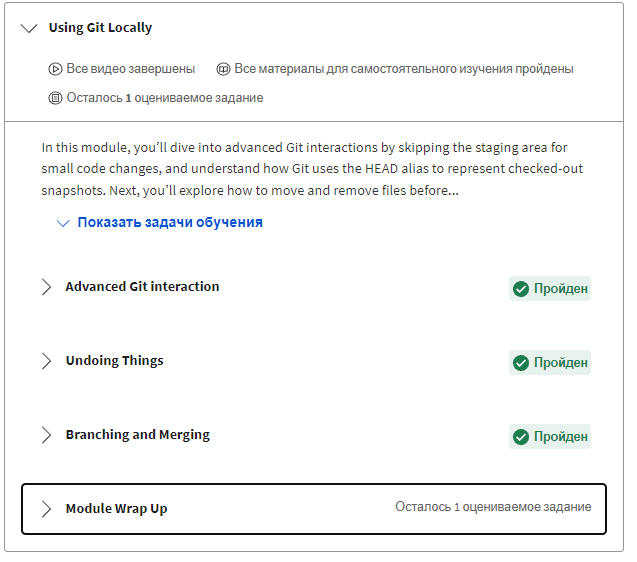 Using Git Locally
Все видео завершены Все материалы для самостоятельного изучения пройдены
Осталось 1 оцениваемое задание
In this module, you’ll dive into advanced Git interactions by skipping the staging area for
small code changes, and understand how Git uses the HEAD alias to represent checked-out
snapshots. Next, you’ll explore how to move and remove files before...
Показать задачи обучения
Advanced Git interaction Пройден
Undoing Things Пройден
Branching and Merging Пройден
Module Wrap Up Осталось 1 оцениваемое задание